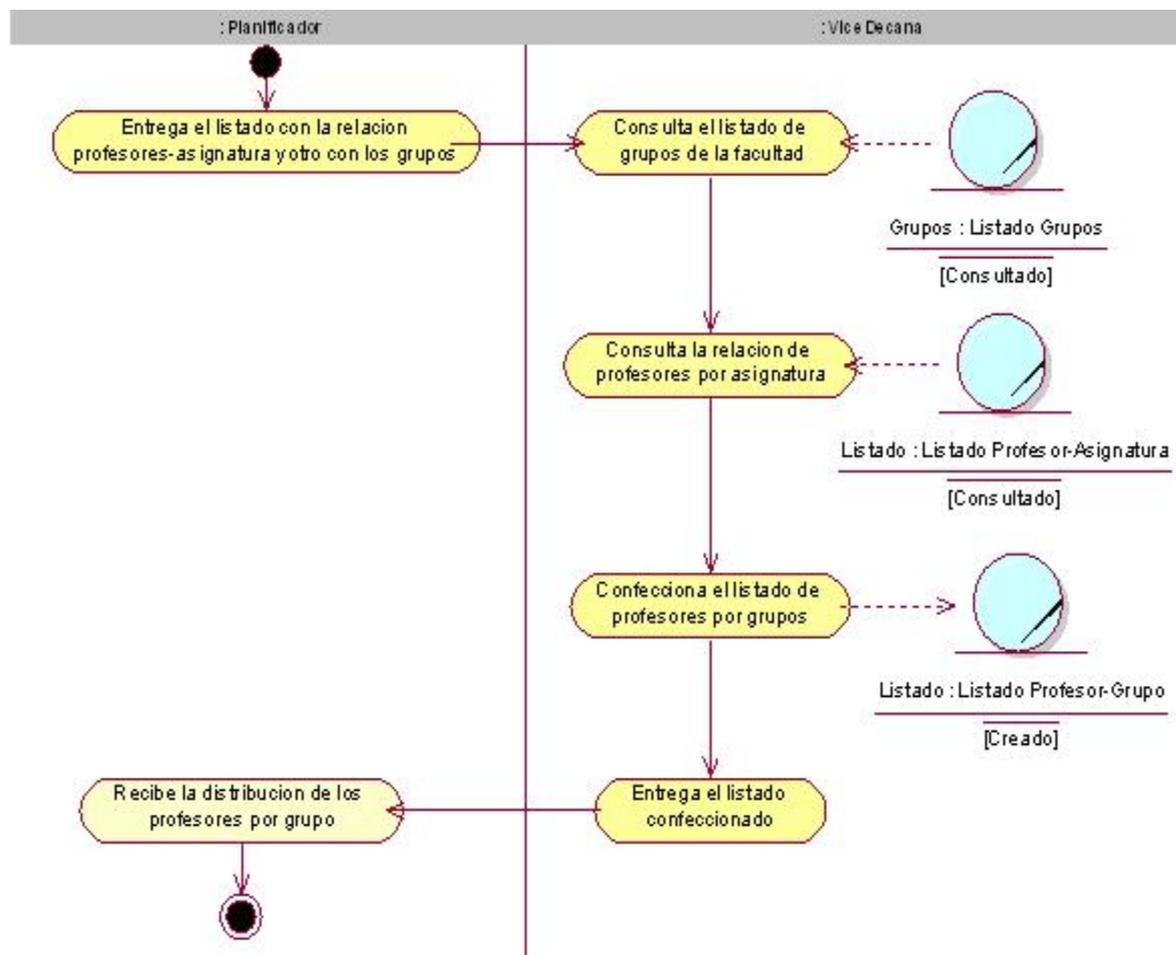 : Planificador
: Vice Decana
Entrega el listado con la relacion
profesores-asignatura y otro con los grupos
Consulta el listado de
grupos de la facultad
Grupos : Listado Grupos
[Consultado]
Consulta la relacion de
profesores por asignatura
Listado : Listado Profesor-Asignatura
[Consultado]
Confecciona el listado de
profesores por grupos
Listado : Listado Profesor-Grupo
[Creado]
Recibe la distribucion de los
profesores por grupo
Entrega el listado
confeccionado